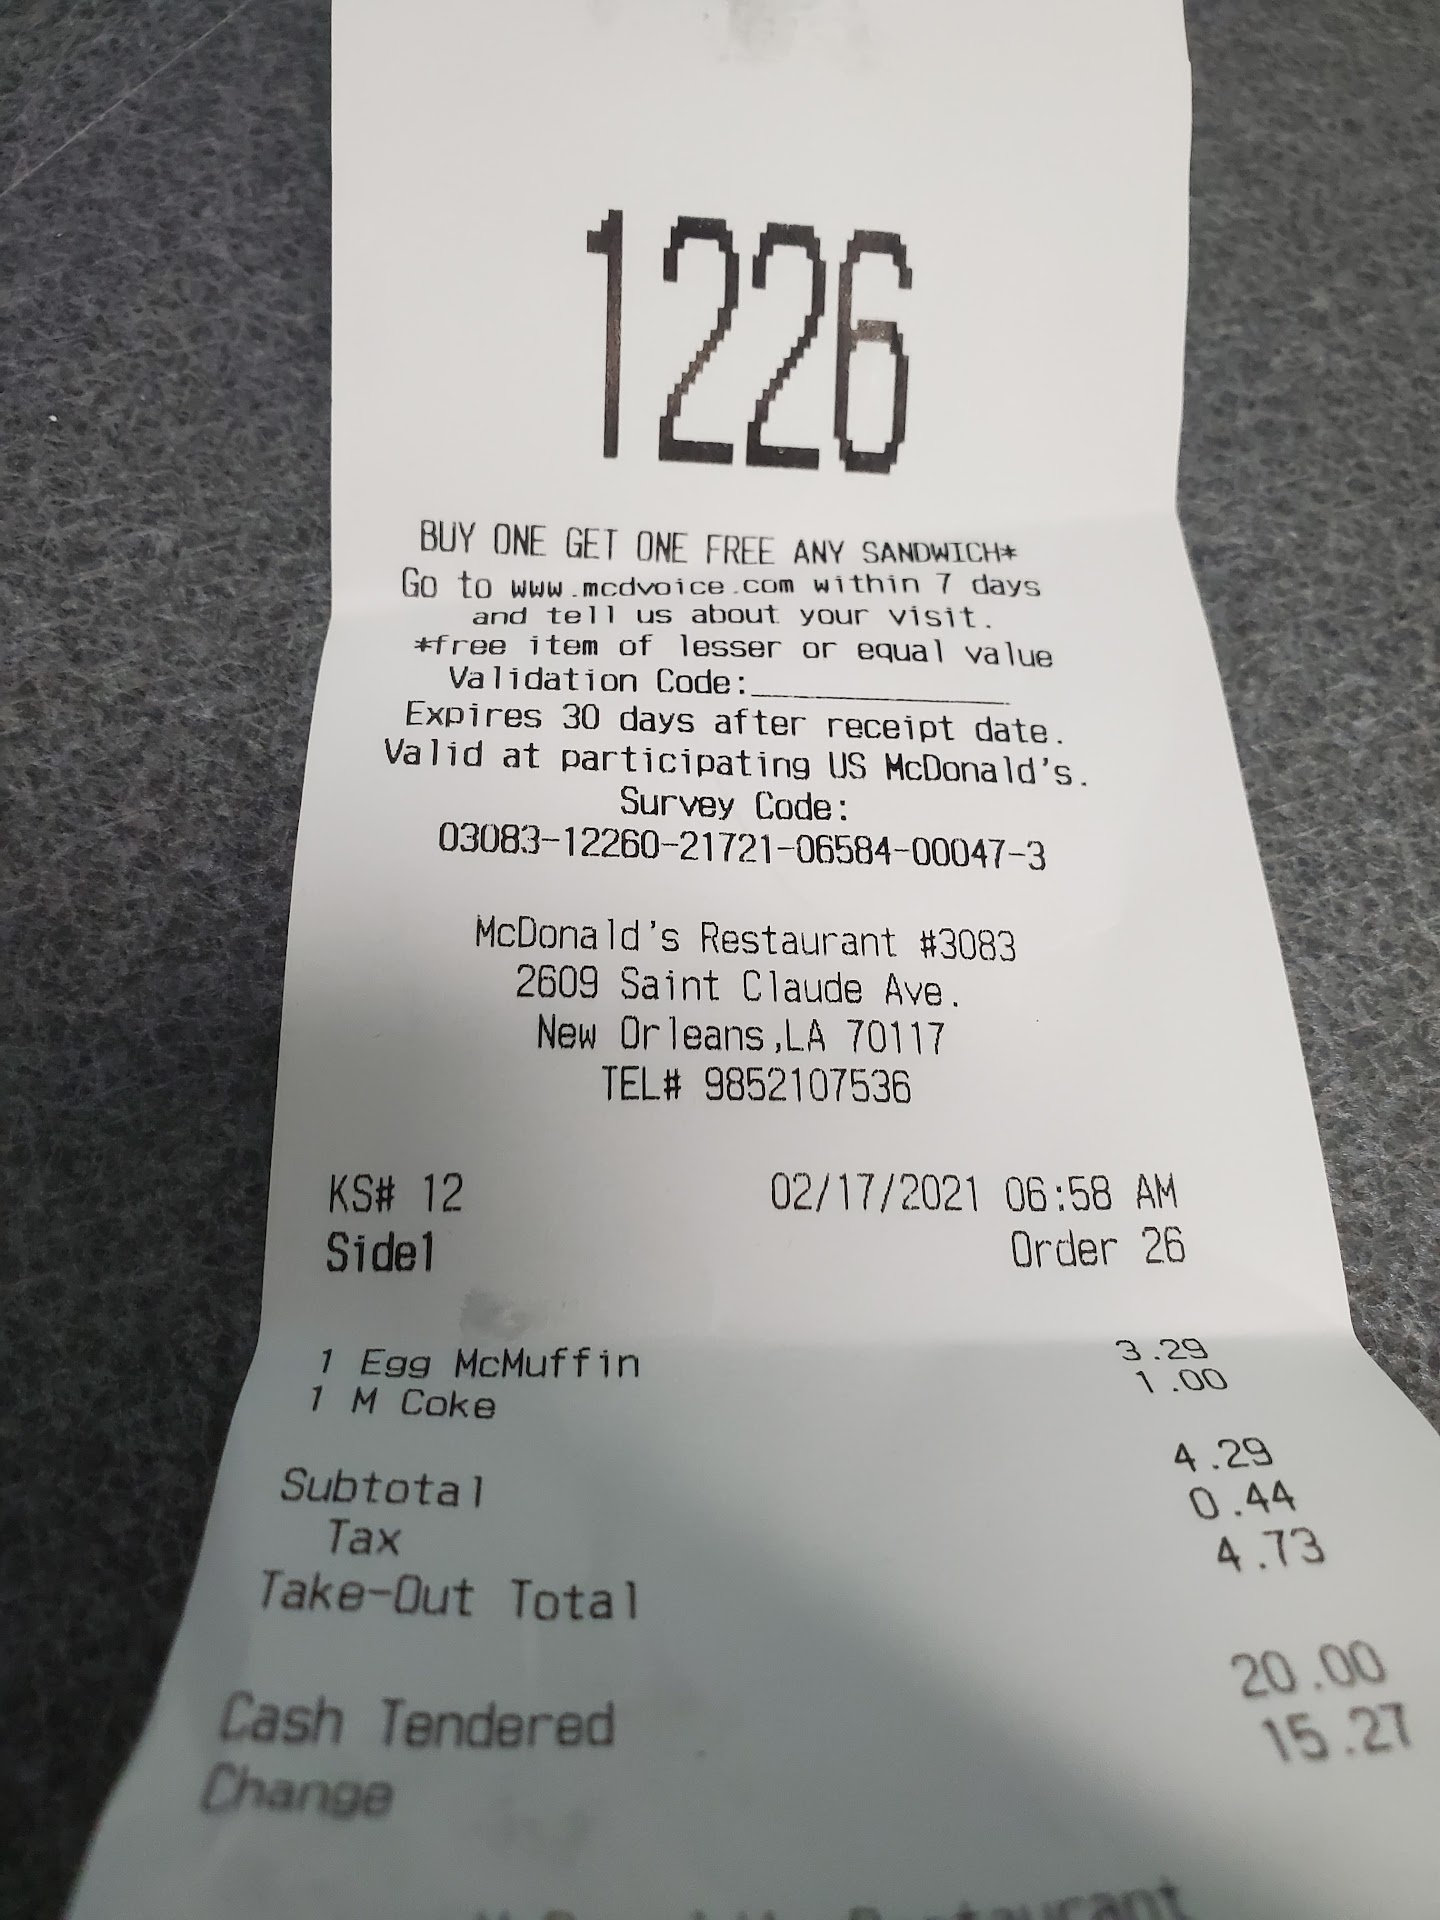 1226
BUY ONE GET ONE FREE ANY SANDWICH*
Go to www.mcdvoice.com within 7 days
and tell us about your visit.
*free item of lesser or equal value
Validation Code:______________
Expires 30 days after receipt date.
Valid at participating US McDonald's.
Survey Code:
03083-12260-21721-06584-00047-3
McDonald's Restaurant #3083
2609 Saint Claude Ave.
New Orleans,LA 70117
TEL# 9852107536
KS# 12 02/17/2021 06:58 AM
Side1 Order 26
1 Egg McMuffin 3.29
1 M Coke 1.00
Subtotal 4.29
Tax 0.44
Take-Out Total 4.73
Cash Tendered 20.00
Change 15.27
Restaurant